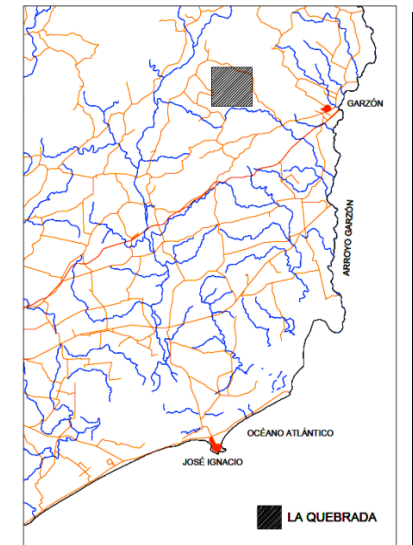 GARZÓN
ARROYO GARZÓN
OCÉANO ATLÁNTICO
JOSÉ IGNACIO
LA QUEBRADA